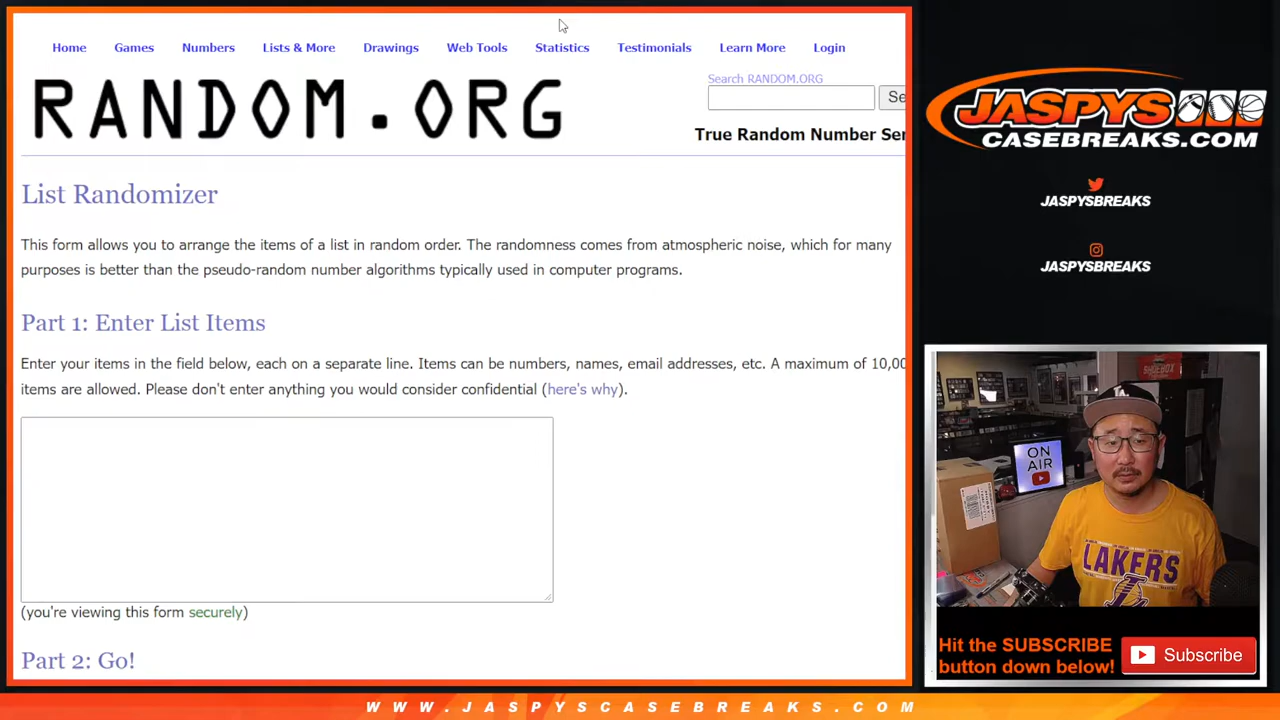 Home Games Numbers Lists & More Drawings Web Tools Statistics Testimonials Learn More Login
RANDOM.ORG
Search RANDOM.ORG
Se
True Random Number Ser
List Randomizer
This form allows you to arrange the items of a list in random order. The randomness comes from atmospheric noise, which for many
purposes is better than the pseudo-random number algorithms typically used in computer programs.
Part 1: Enter List Items
Enter your items in the field below, each on a separate line. Items can be numbers, names, email addresses, etc. A maximum of 10,00
items are allowed. Please don't enter anything you would consider confidential (here's why).
(you're viewing this form securely)
Part 2: Go!
JASPYS
CASEBREAKS.COM
JASPYSBREAKS
JASPYSBREAKS
ON
AIR
LAKERS
Hit the SUBSCRIBE
button down below!
Subscribe
WWW.JASPYSCASEBREAKS.COM